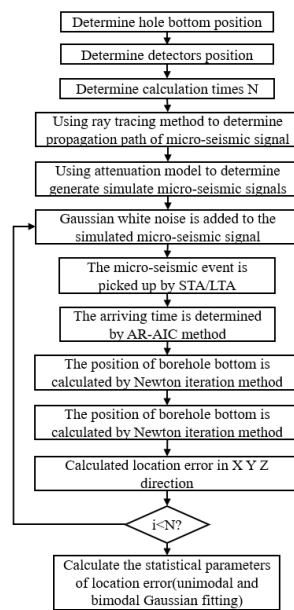 Determine hole bottom position
Determine detectors position
Determine calculation times N
Using ray tracing method to determine
propagation path of micro-seismic signal
Using attenuation model to determine
generate simulate micro-seismic signals
Gaussian white noise is added to the
simulated micro-seismic signal
The micro-seismic event is
picked up by STA/LTA
The arriving time is determined
by AR-AIC method
The position of borehole bottom is
calculated by Newton iteration method
The position of borehole bottom is
calculated by Newton iteration method
Calculated location error in X Y Z
direction
i<N?
Calculate the statistical parameters
of location error(unimodal and
bimodal Gaussian fitting)